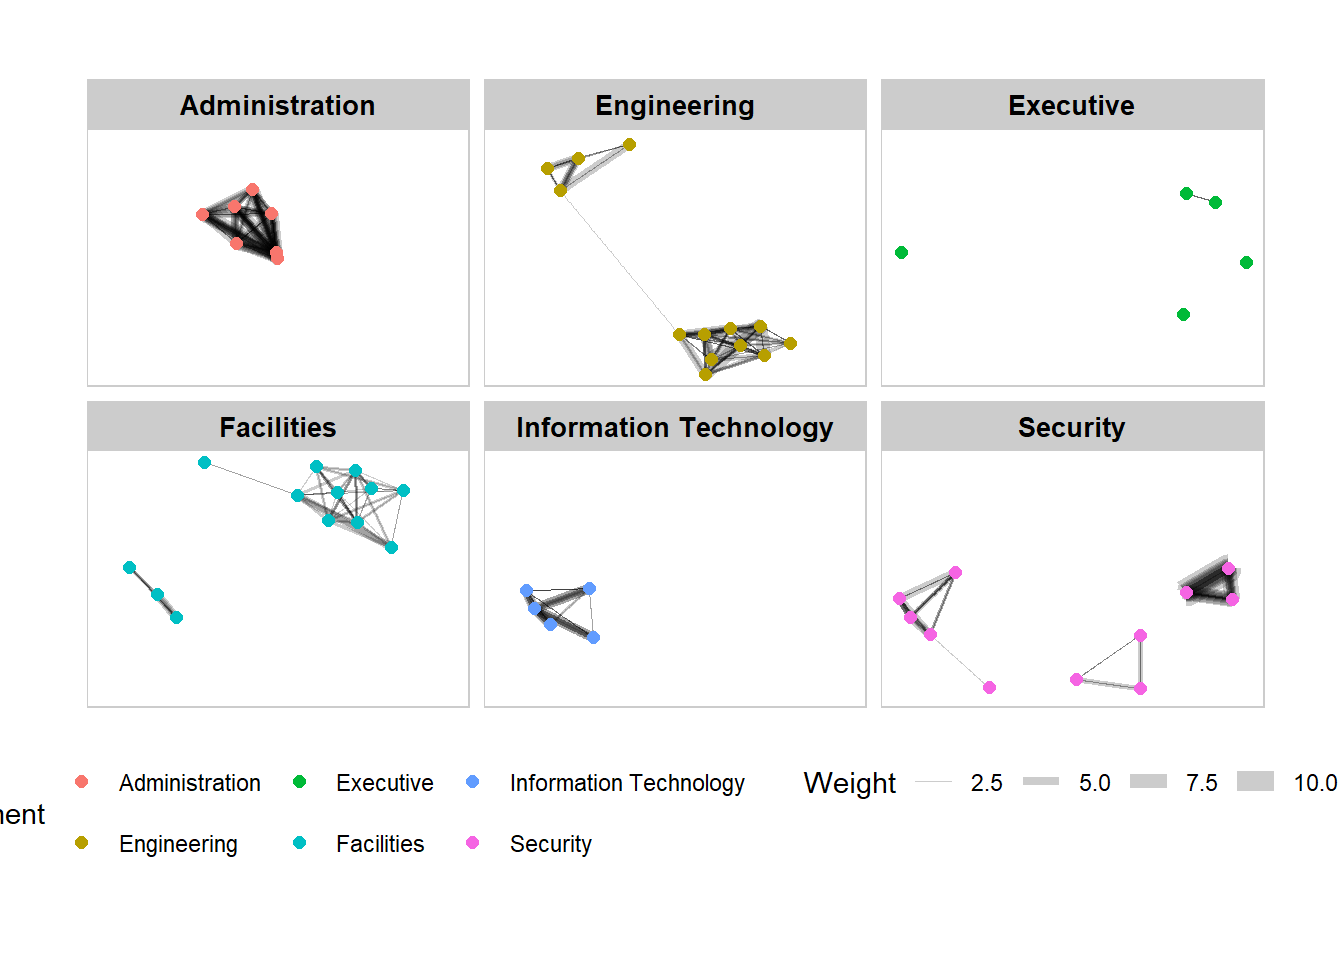 Administration Engineering Executive
Facilities Information Technology Security
Administration Executive Information Technology Weight 2.5 5.0 7.5 10.0
Engineering Facilities Security